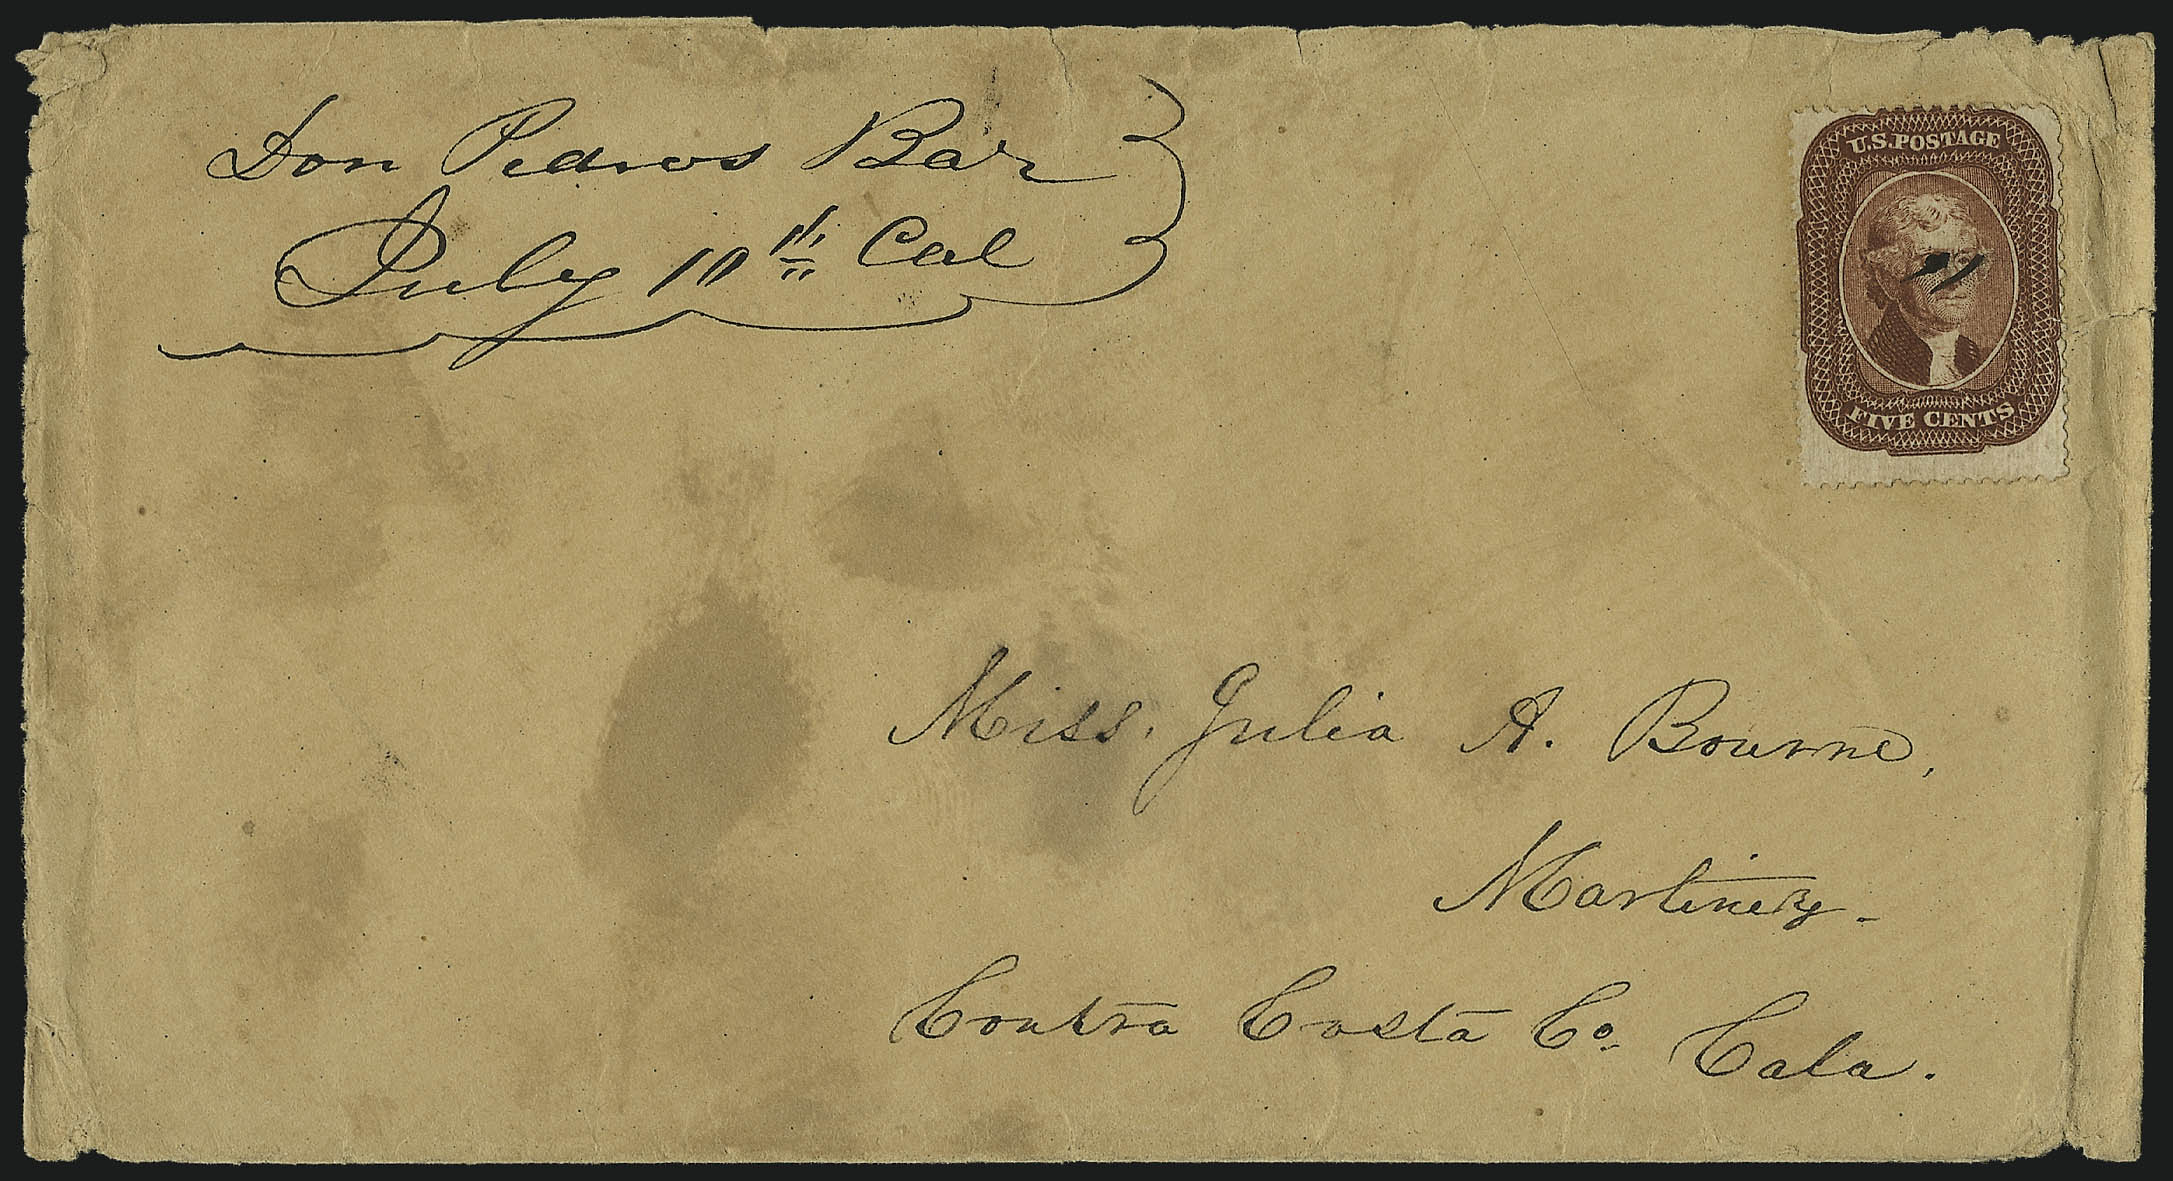 Don Pedros Bar
July 10th Cal
U.S. POSTAGE
FIVE CENTS
Miss. Julia A. Bourne,
Martinez-
Contra Costa Co. Cala.